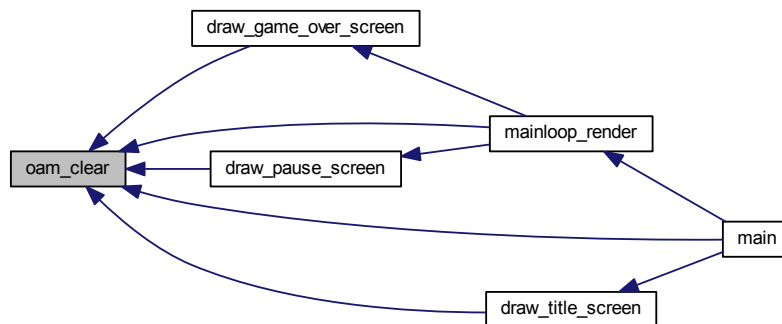 draw_game_over_screen
mainloop_render
oam_clear
draw_pause_screen
main
draw_title_screen